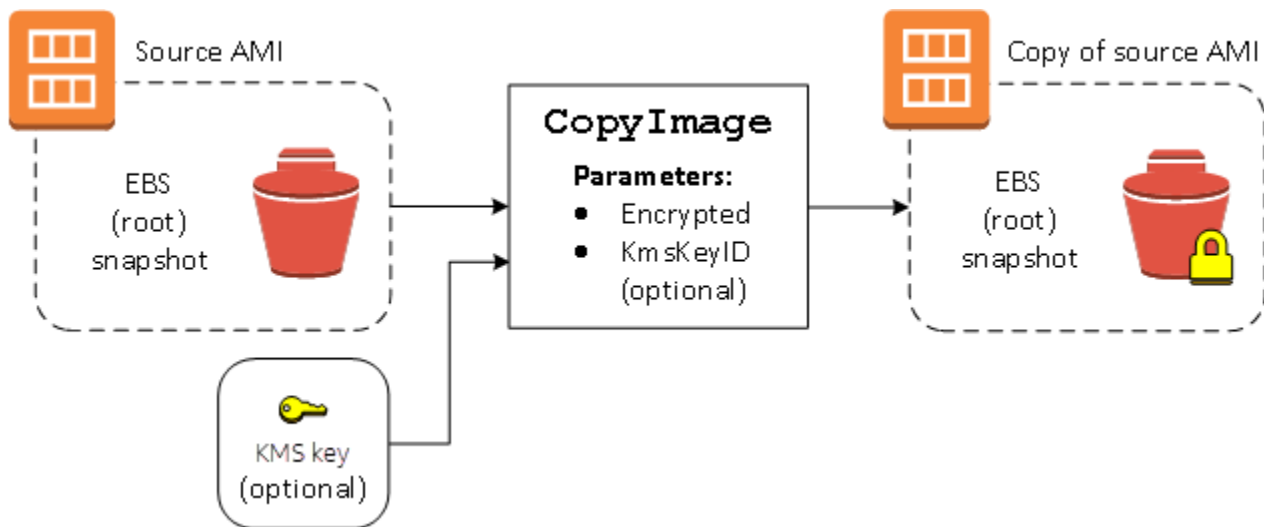 Source AMI
EBS
(root)
snapshot
KMS key
(optional)
CopyImage
Parameters:
● Encrypted
● KmsKeyID
(optional)
Copy of source AMI
EBS
(root)
snapshot